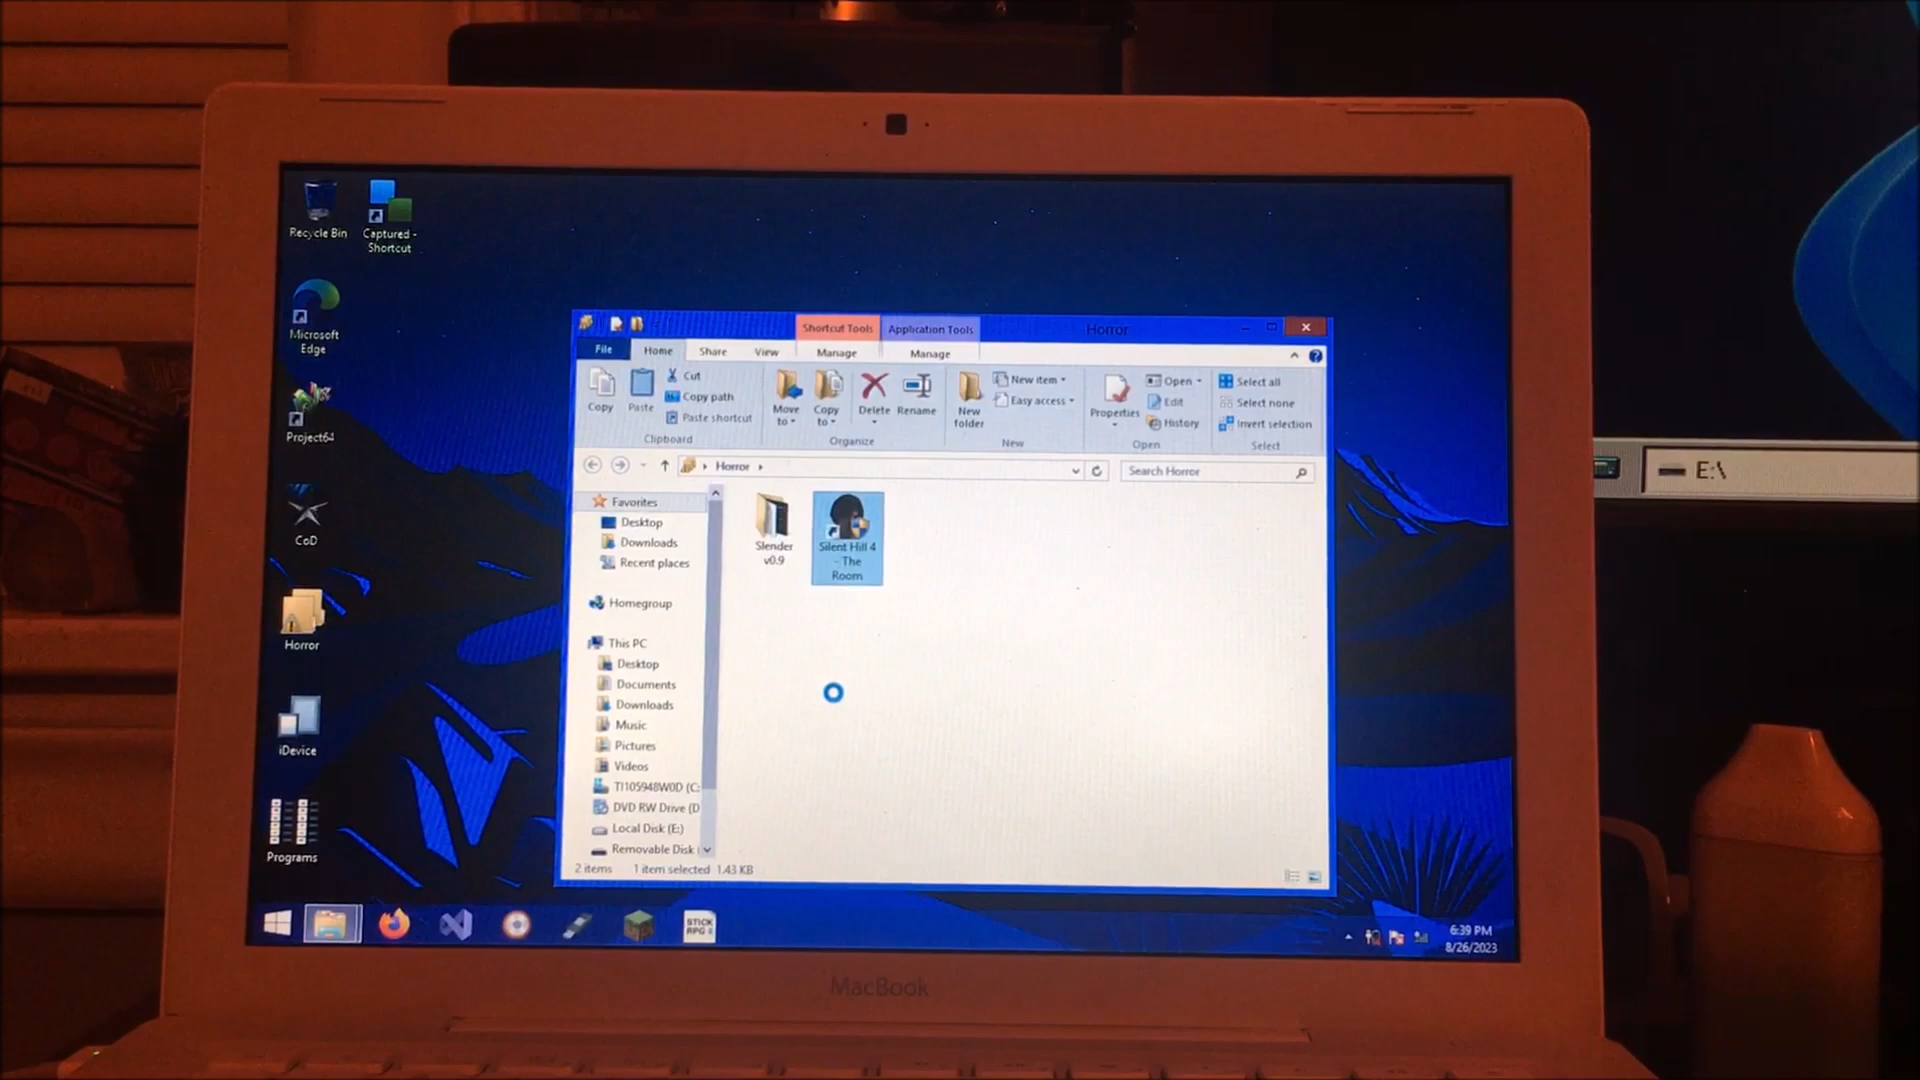 Recycle Bin
Captured -
Shortcut
Microsoft
Edge
Project64
CoD
Horror
iDevice
Programs
Shortcut Tools
Application Tools
Horror
File
Home
Share
View
Manage
Manage
Copy
Paste
Cut
Copy path
Paste shortcut
Clipboard
Move
to
Copy
to
Delete
Rename
Organize
New
folder
New item
Easy access
New
Properties
Open
Edit
History
Open
Select all
Select none
Invert selection
Select
Horror
Search Horror
Favorites
Desktop
Downloads
Recent places
Homegroup
This PC
Desktop
Documents
Downloads
Music
Pictures
Videos
TI105948W0D (C:
DVD RW Drive (D
Local Disk (E:)
Removable Disk
Slender
v0.9
Silent Hill 4
- The
Room
2 items
1 item selected 1.43 KB
STICK
RPG 2
6:39 PM
8/26/2023
MacBook
E:\